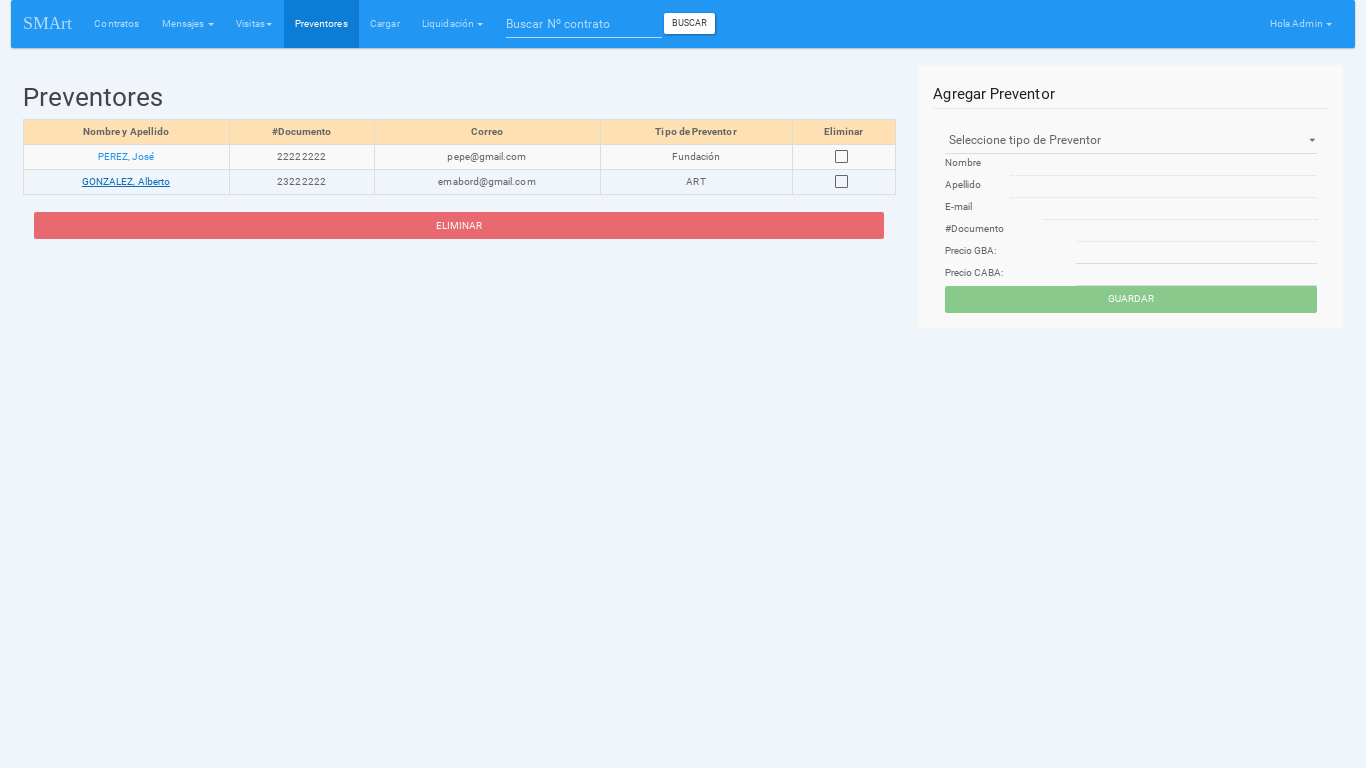 SMArt Contratos Mensajes Visitas Preventores Cargar Liquidación Buscar Nº contrato BUSCAR Hola Admin
Preventores
Nombre y Apellido #Documento Correo Tipo de Preventor Eliminar
PEREZ, José 22222222 pepe@gmail.com Fundación
GONZALEZ, Alberto 23222222 emabord@gmail.com ART
ELIMINAR
Agregar Preventor
Seleccione tipo de Preventor
Nombre
Apellido
E-mail
#Documento
Precio GBA:
Precio CABA:
GUARDAR